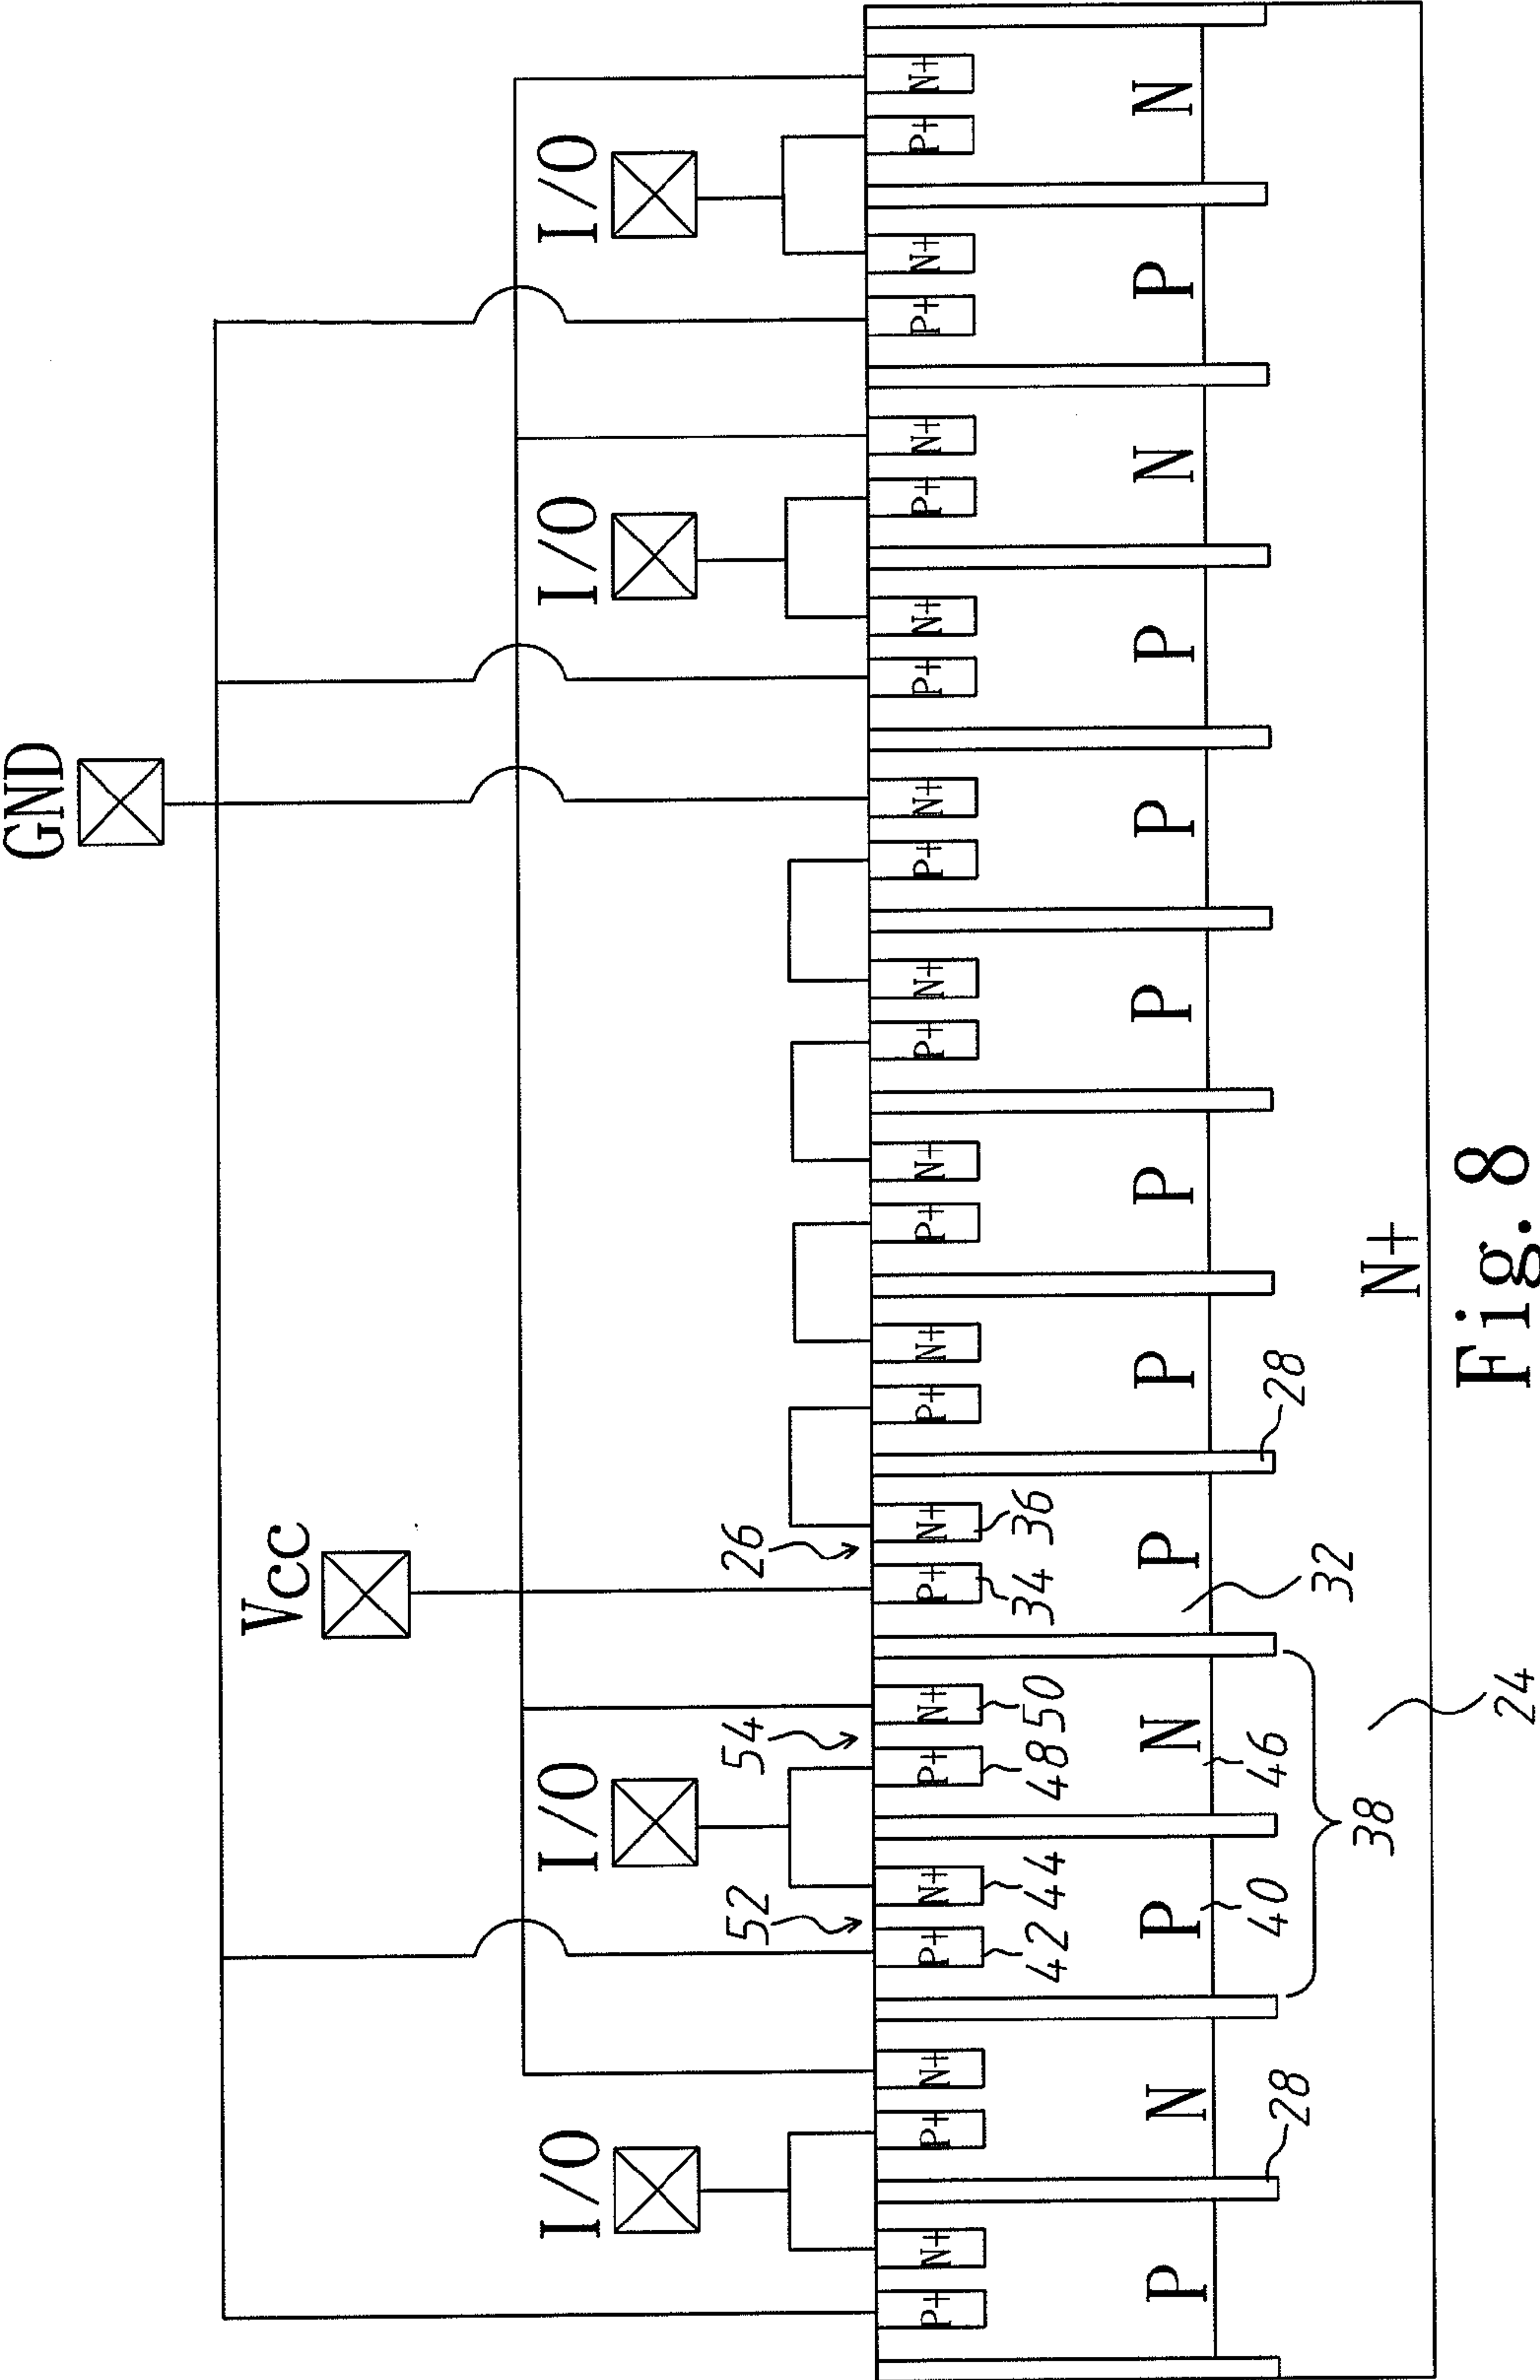 GND
Vcc
I/O I/O I/O I/O
52 54 26
P+ N+ P+ N+ P+ N+ P+ N+ P+ N+ P+ N+ P+ N+ P+ N+ P+ N+ P+ N+ P+ N+ P+ N+ P+ N+
42 44 48 50 34 36
P N P N P P P P P P N P N
28 40 46 28
32
38
N+
24
Fig. 8